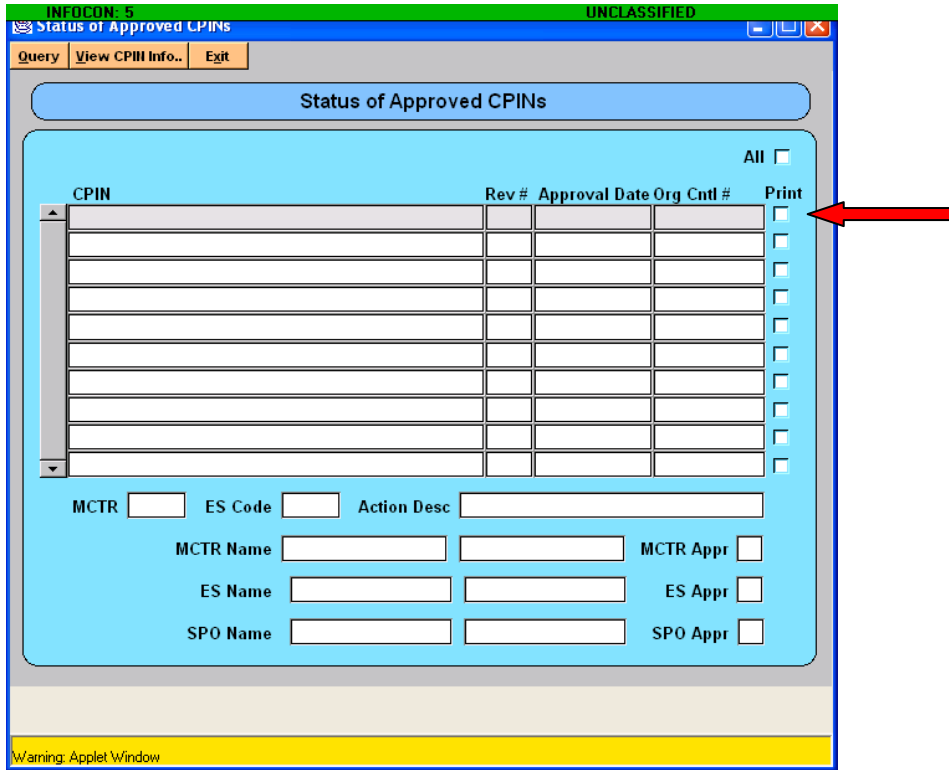 INFOCON: 5 UNCLASSIFIED
Status of Approved CPINs
Query View CPIN Info.. Exit
Status of Approved CPINs
All
CPIN Rev # Approval Date Org Cntl # Print
MCTR ES Code Action Desc
MCTR Name MCTR Appr
ES Name ES Appr
SPO Name SPO Appr
Warning: Applet Window